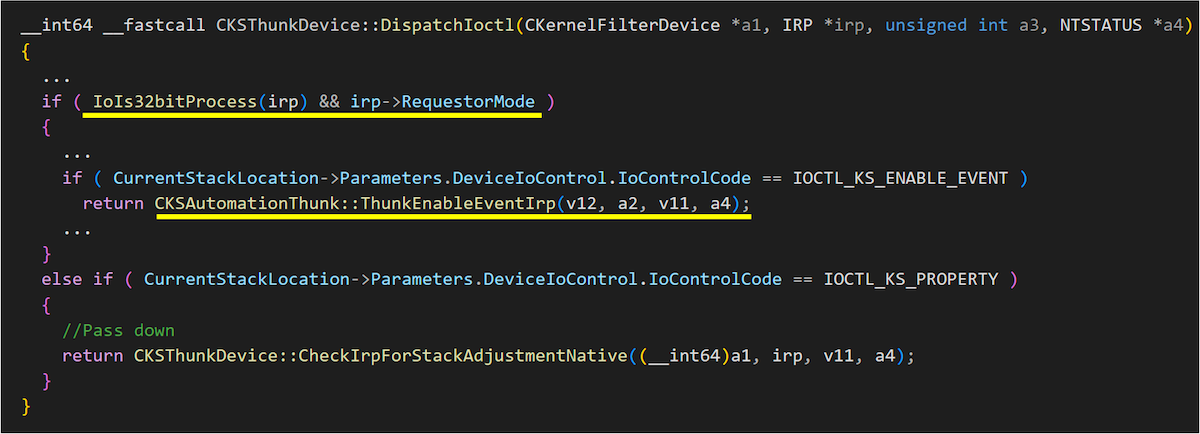 __int64 __fastcall CKSThunkDevice::DispatchIoctl(CKernelFilterDevice *a1, IRP *irp, unsigned int a3, NTSTATUS *a4)
{
  ...
  if ( IoIs32bitProcess(irp) && irp->RequestorMode )
  {
    ...
    if ( CurrentStackLocation->Parameters.DeviceIoControl.IoControlCode == IOCTL_KS_ENABLE_EVENT )
      return CKSAutomationThunk::ThunkEnableEventIrp(v12, a2, v11, a4);
    ...
  }
  else if ( CurrentStackLocation->Parameters.DeviceIoControl.IoControlCode == IOCTL_KS_PROPERTY )
  {
    //Pass down
    return CKSThunkDevice::CheckIrpForStackAdjustmentNative((__int64)a1, irp, v11, a4);
  }
}